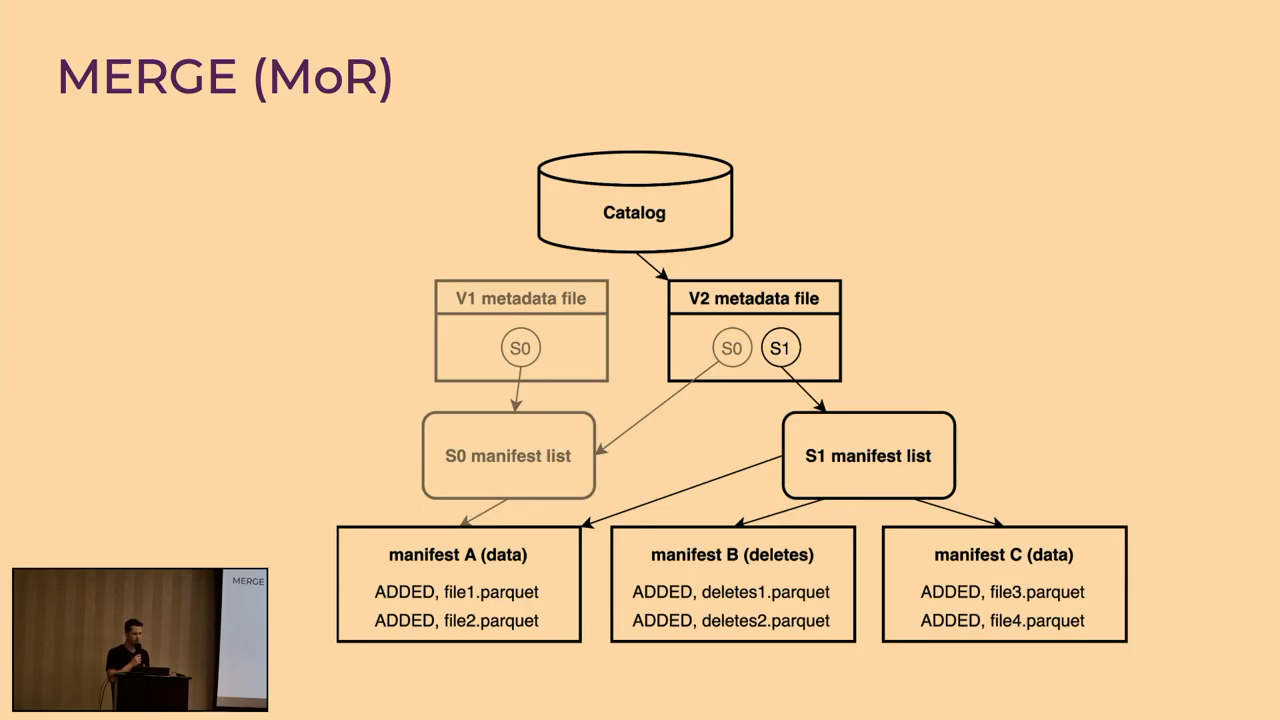 MERGE (MoR)
Catalog
V1 metadata file
V2 metadata file
S0
S0
S1
S0 manifest list
S1 manifest list
manifest A (data)
ADDED, file1.parquet
ADDED, file2.parquet
manifest B (deletes)
ADDED, deletes1.parquet
ADDED, deletes2.parquet
manifest C (data)
ADDED, file3.parquet
ADDED, file4.parquet
MERGE